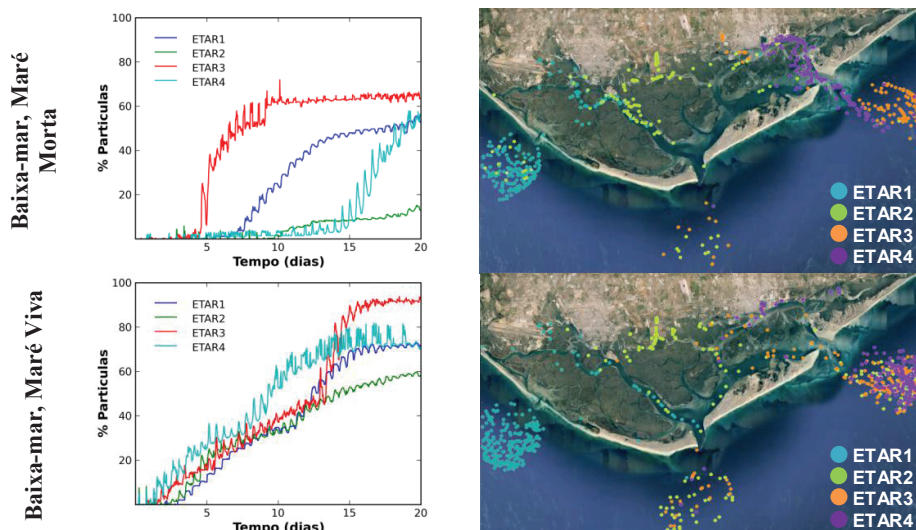 Baixa-mar, Maré
Morta
100
80
60
40
20
% Particulas
ETAR1
ETAR2
ETAR3
ETAR4
5
10
15
20
Tempo (dias)
ETAR1
ETAR2
ETAR3
ETAR4
Baixa-mar, Maré Viva
100
80
60
40
20
% Particulas
ETAR1
ETAR2
ETAR3
ETAR4
5
10
15
20
Tempo (dias)
ETAR1
ETAR2
ETAR3
ETAR4